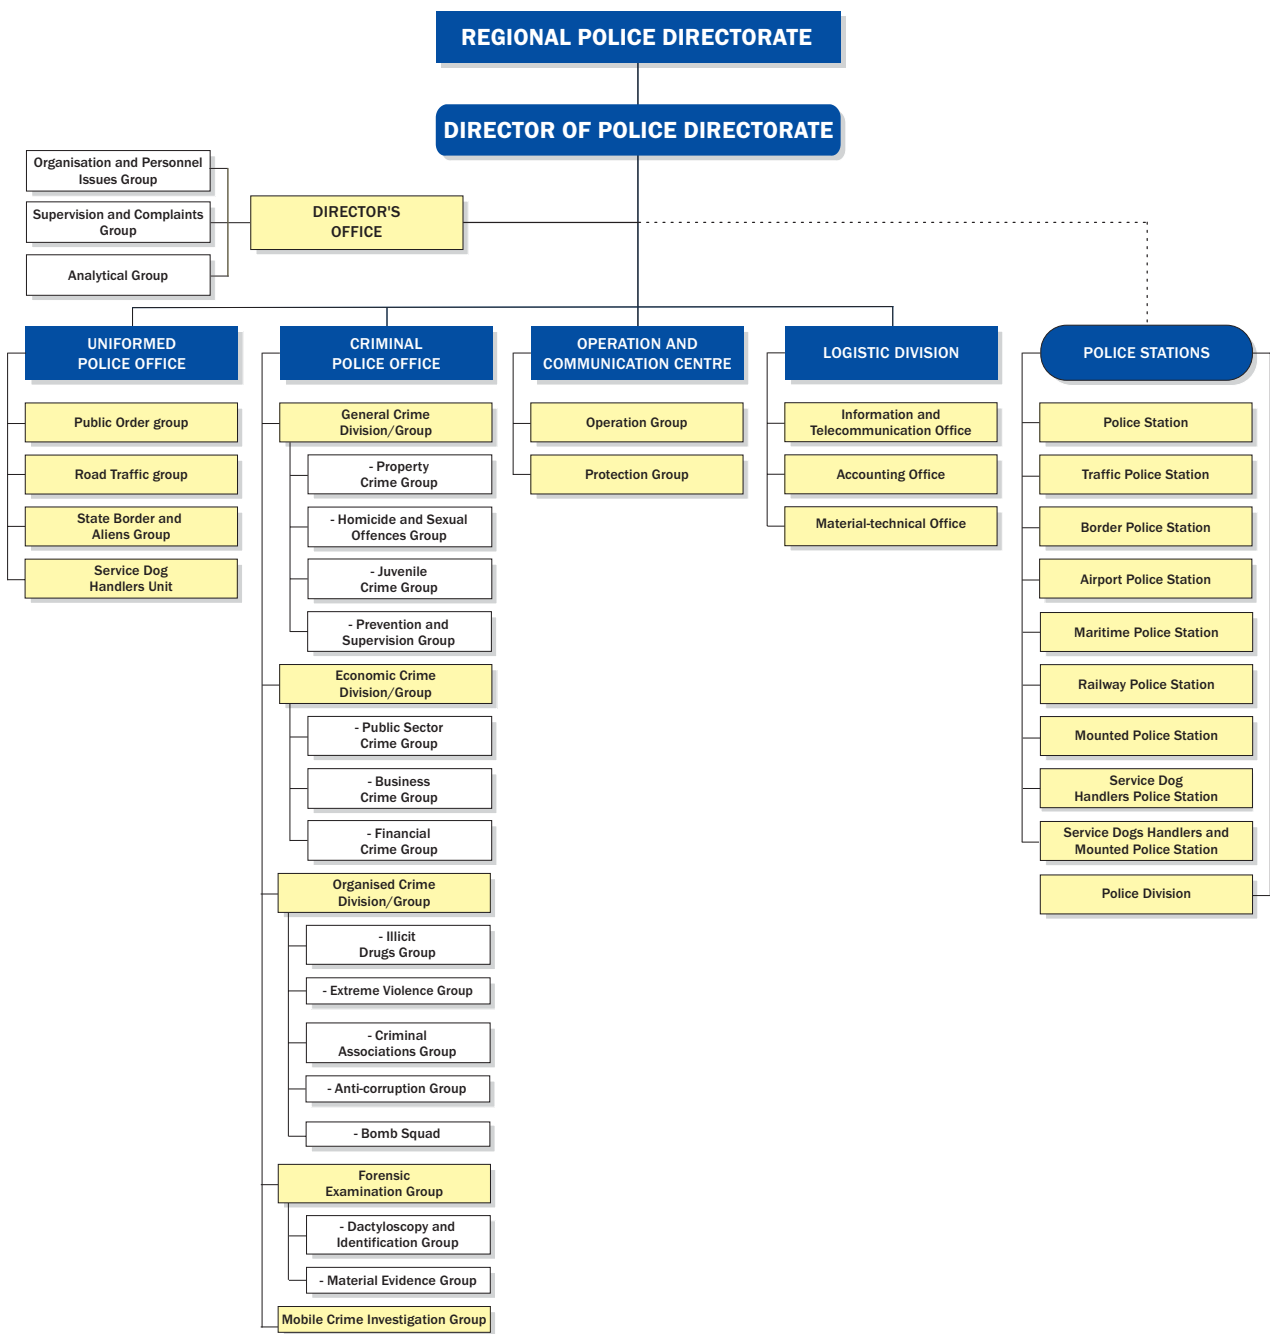 REGIONAL POLICE DIRECTORATE
DIRECTOR OF POLICE DIRECTORATE
Organisation and Personnel
Issues Group
Supervision and Complaints
Group
Analytical Group
DIRECTOR'S
OFFICE
UNIFORMED
POLICE OFFICE
Public Order group
Road Traffic group
State Border and
Aliens Group
Service Dog
Handlers Unit
CRIMINAL
POLICE OFFICE
General Crime
Division/Group
- Property
Crime Group
- Homicide and Sexual
Offences Group
- Juvenile
Crime Group
- Prevention and
Supervision Group
Economic Crime
Division/Group
- Public Sector
Crime Group
- Business
Crime Group
- Financial
Crime Group
Organised Crime
Division/Group
- Illicit
Drugs Group
- Extreme Violence Group
- Criminal
Associations Group
- Anti-corruption Group
- Bomb Squad
Forensic
Examination Group
- Dactyloscopy and
Identification Group
- Material Evidence Group
Mobile Crime Investigation Group
OPERATION AND
COMMUNICATION CENTRE
Operation Group
Protection Group
LOGISTIC DIVISION
Information and
Telecommunication Office
Accounting Office
Material-technical Office
POLICE STATIONS
Police Station
Traffic Police Station
Border Police Station
Airport Police Station
Maritime Police Station
Railway Police Station
Mounted Police Station
Service Dog
Handlers Police Station
Service Dogs Handlers and
Mounted Police Station
Police Division